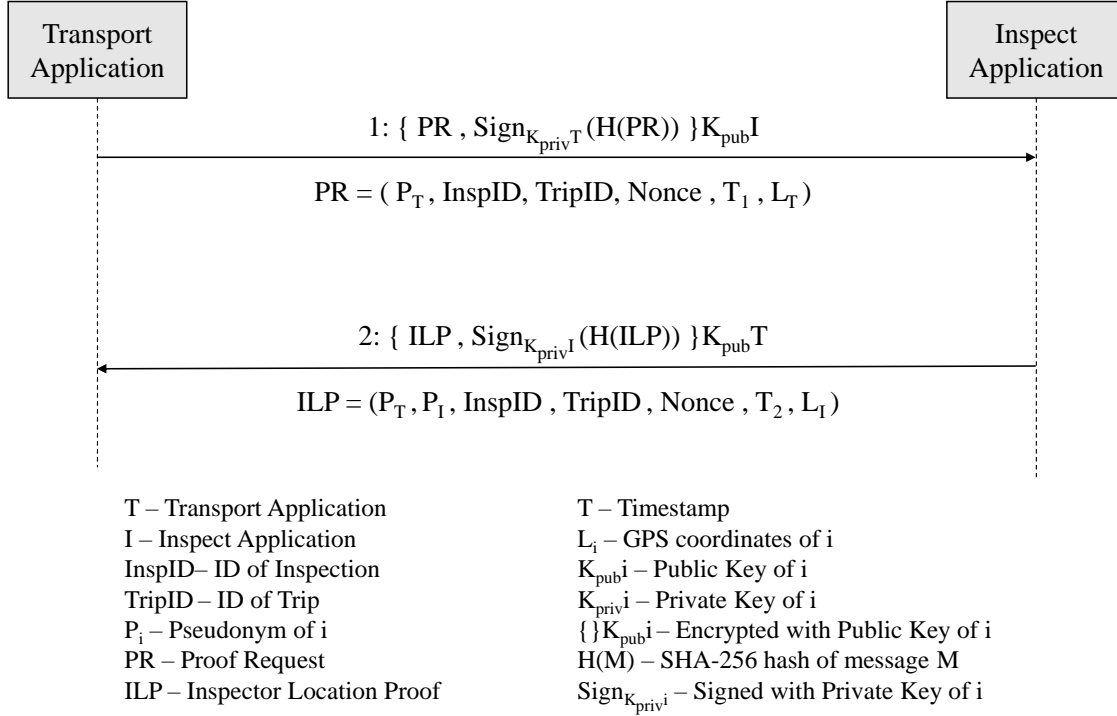 Transport
Application
Inspect
Application
1: { PR , Sign_{K_{priv}T}(H(PR)) }K_{pub}I
PR = ( P_T , InspID, TripID, Nonce , T_1 , L_T )
2: { ILP , Sign_{K_{priv}I}(H(ILP)) }K_{pub}T
ILP = (P_T , P_I , InspID , TripID , Nonce , T_2 , L_I )
T – Transport Application
I – Inspect Application
InspID– ID of Inspection
TripID – ID of Trip
P_i – Pseudonym of i
PR – Proof Request
ILP – Inspector Location Proof
T – Timestamp
L_i – GPS coordinates of i
K_{pub}i – Public Key of i
K_{priv}i – Private Key of i
{}K_{pub}i – Encrypted with Public Key of i
H(M) – SHA-256 hash of message M
Sign_{K_{priv}i} – Signed with Private Key of i